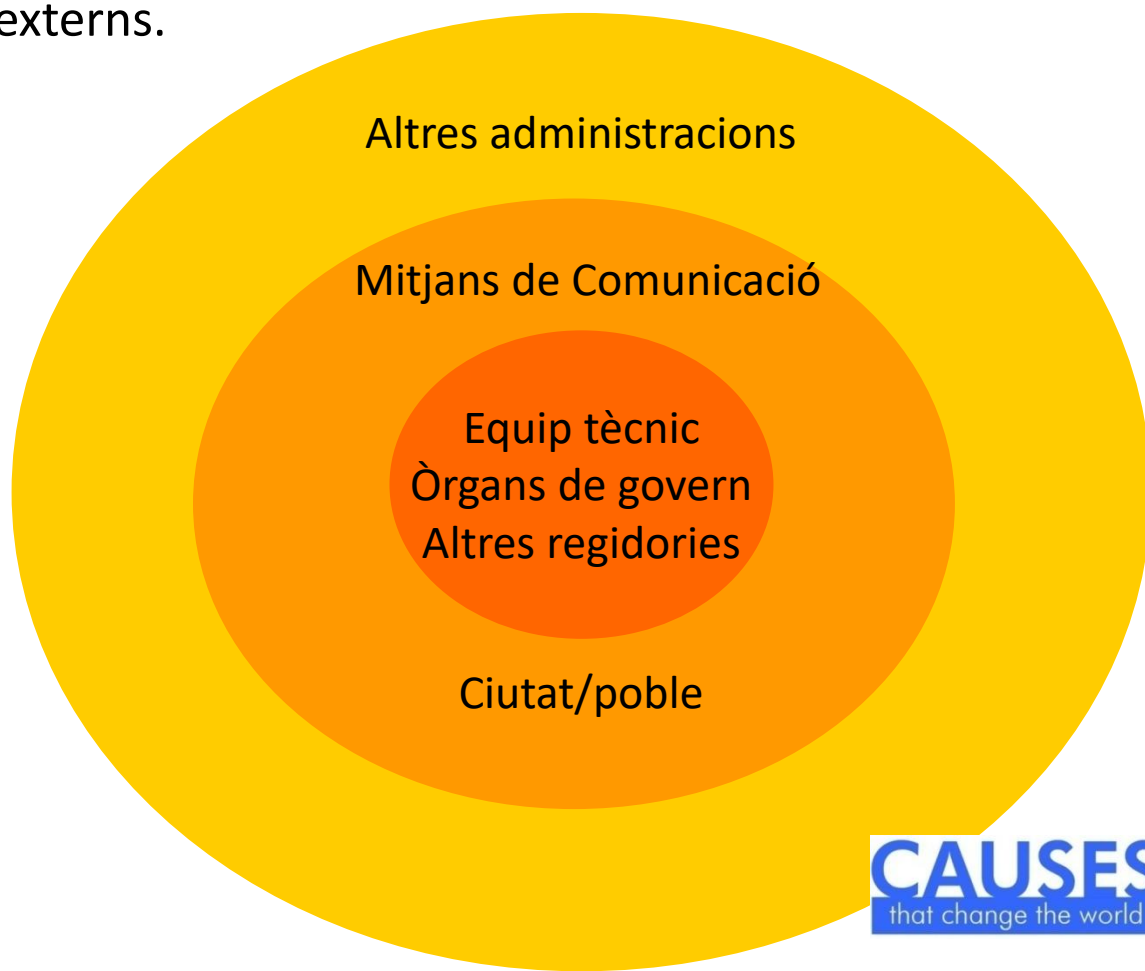 externs.
Altres administracions
Mitjans de Comunicació
Equip tècnic
Òrgans de govern
Altres regidories
Ciutat/poble
CAUSES
that change the world